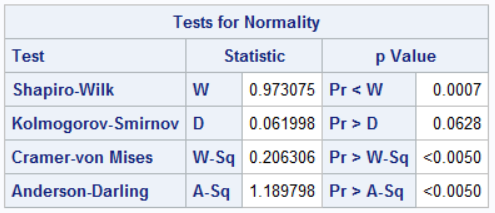 Tests for Normality
Test Statistic p Value
Shapiro-Wilk W 0.973075 Pr < W 0.0007
Kolmogorov-Smirnov D 0.061998 Pr > D 0.0628
Cramer-von Mises W-Sq 0.206306 Pr > W-Sq <0.0050
Anderson-Darling A-Sq 1.189798 Pr > A-Sq <0.0050